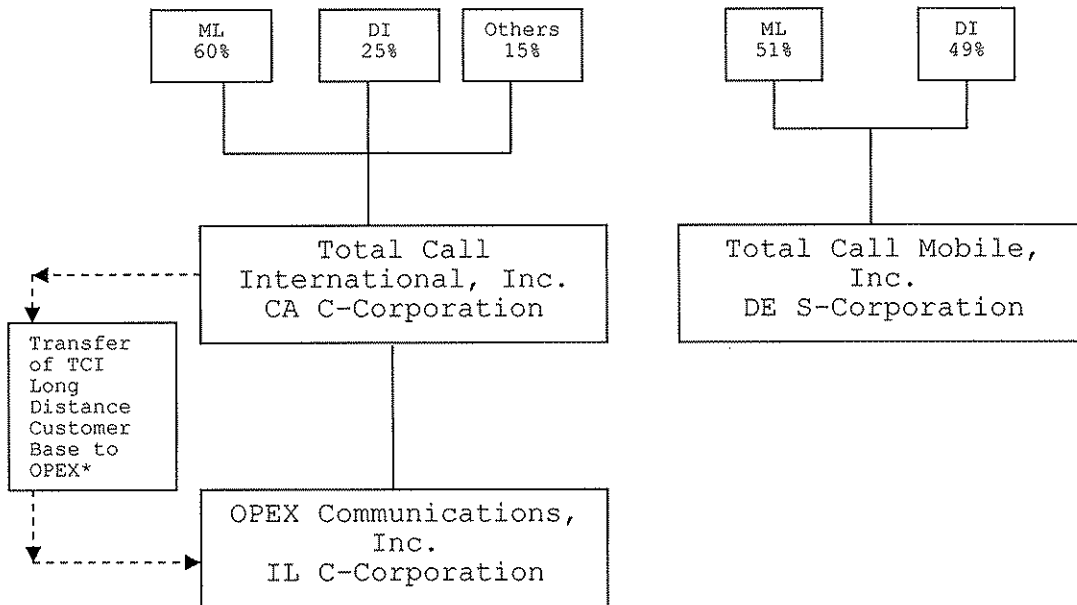 ML
60%
DI
25%
Others
15%
ML
51%
DI
49%
Total Call
International, Inc.
CA C-Corporation
Total Call Mobile,
Inc.
DE S-Corporation
Transfer
of TCI
Long
Distance
Customer
Base to
OPEX*
OPEX Communications,
Inc.
IL C-Corporation